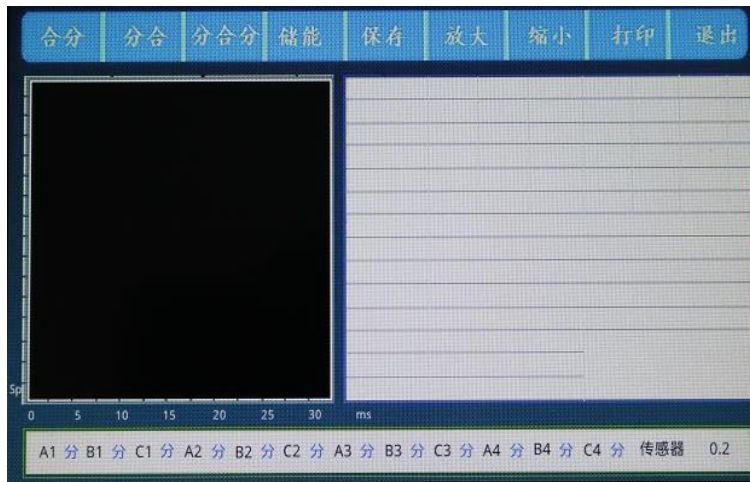 合分 分合 分合分 储能 保存 放大 缩小 打印 退出
Sp
0 5 10 15 20 25 30 ms
A1 分 B1 分 C1 分 A2 分 B2 分 C2 分 A3 分 B3 分 C3 分 A4 分 B4 分 C4 分 传感器 0.2